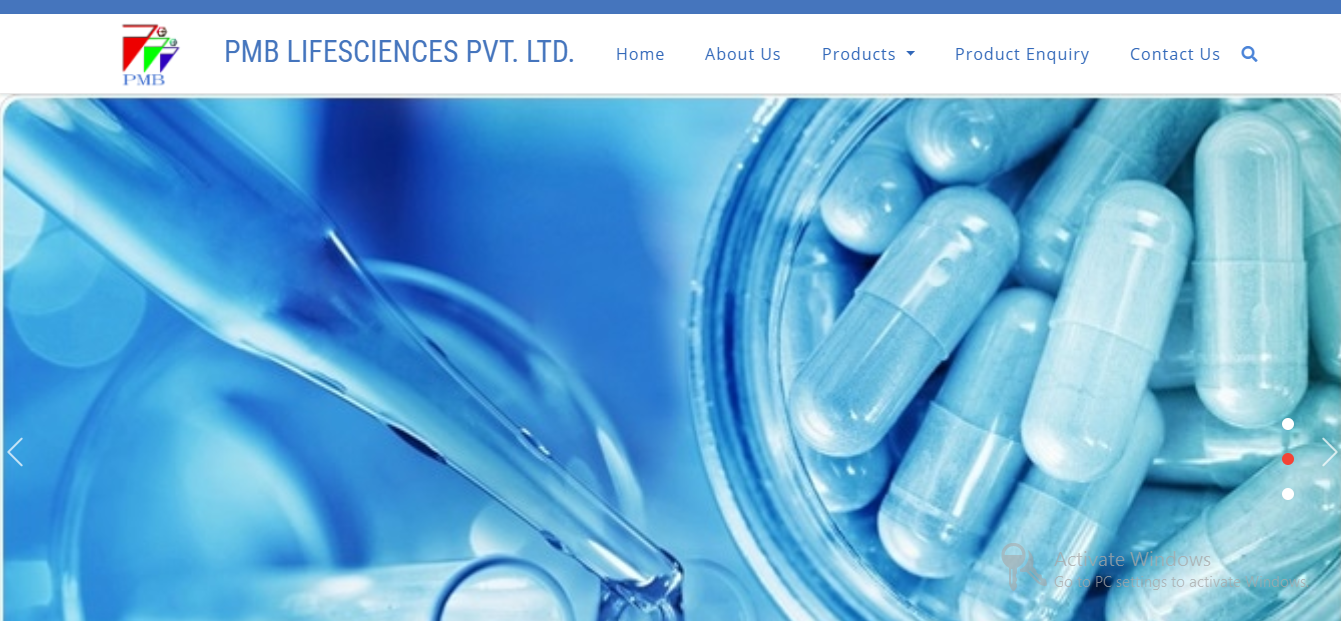 PMB
PMB LIFESCIENCES PVT. LTD.
Home
About Us
Products
Product Enquiry
Contact Us
Activate Windows
Go to PC settings to activate Windows.